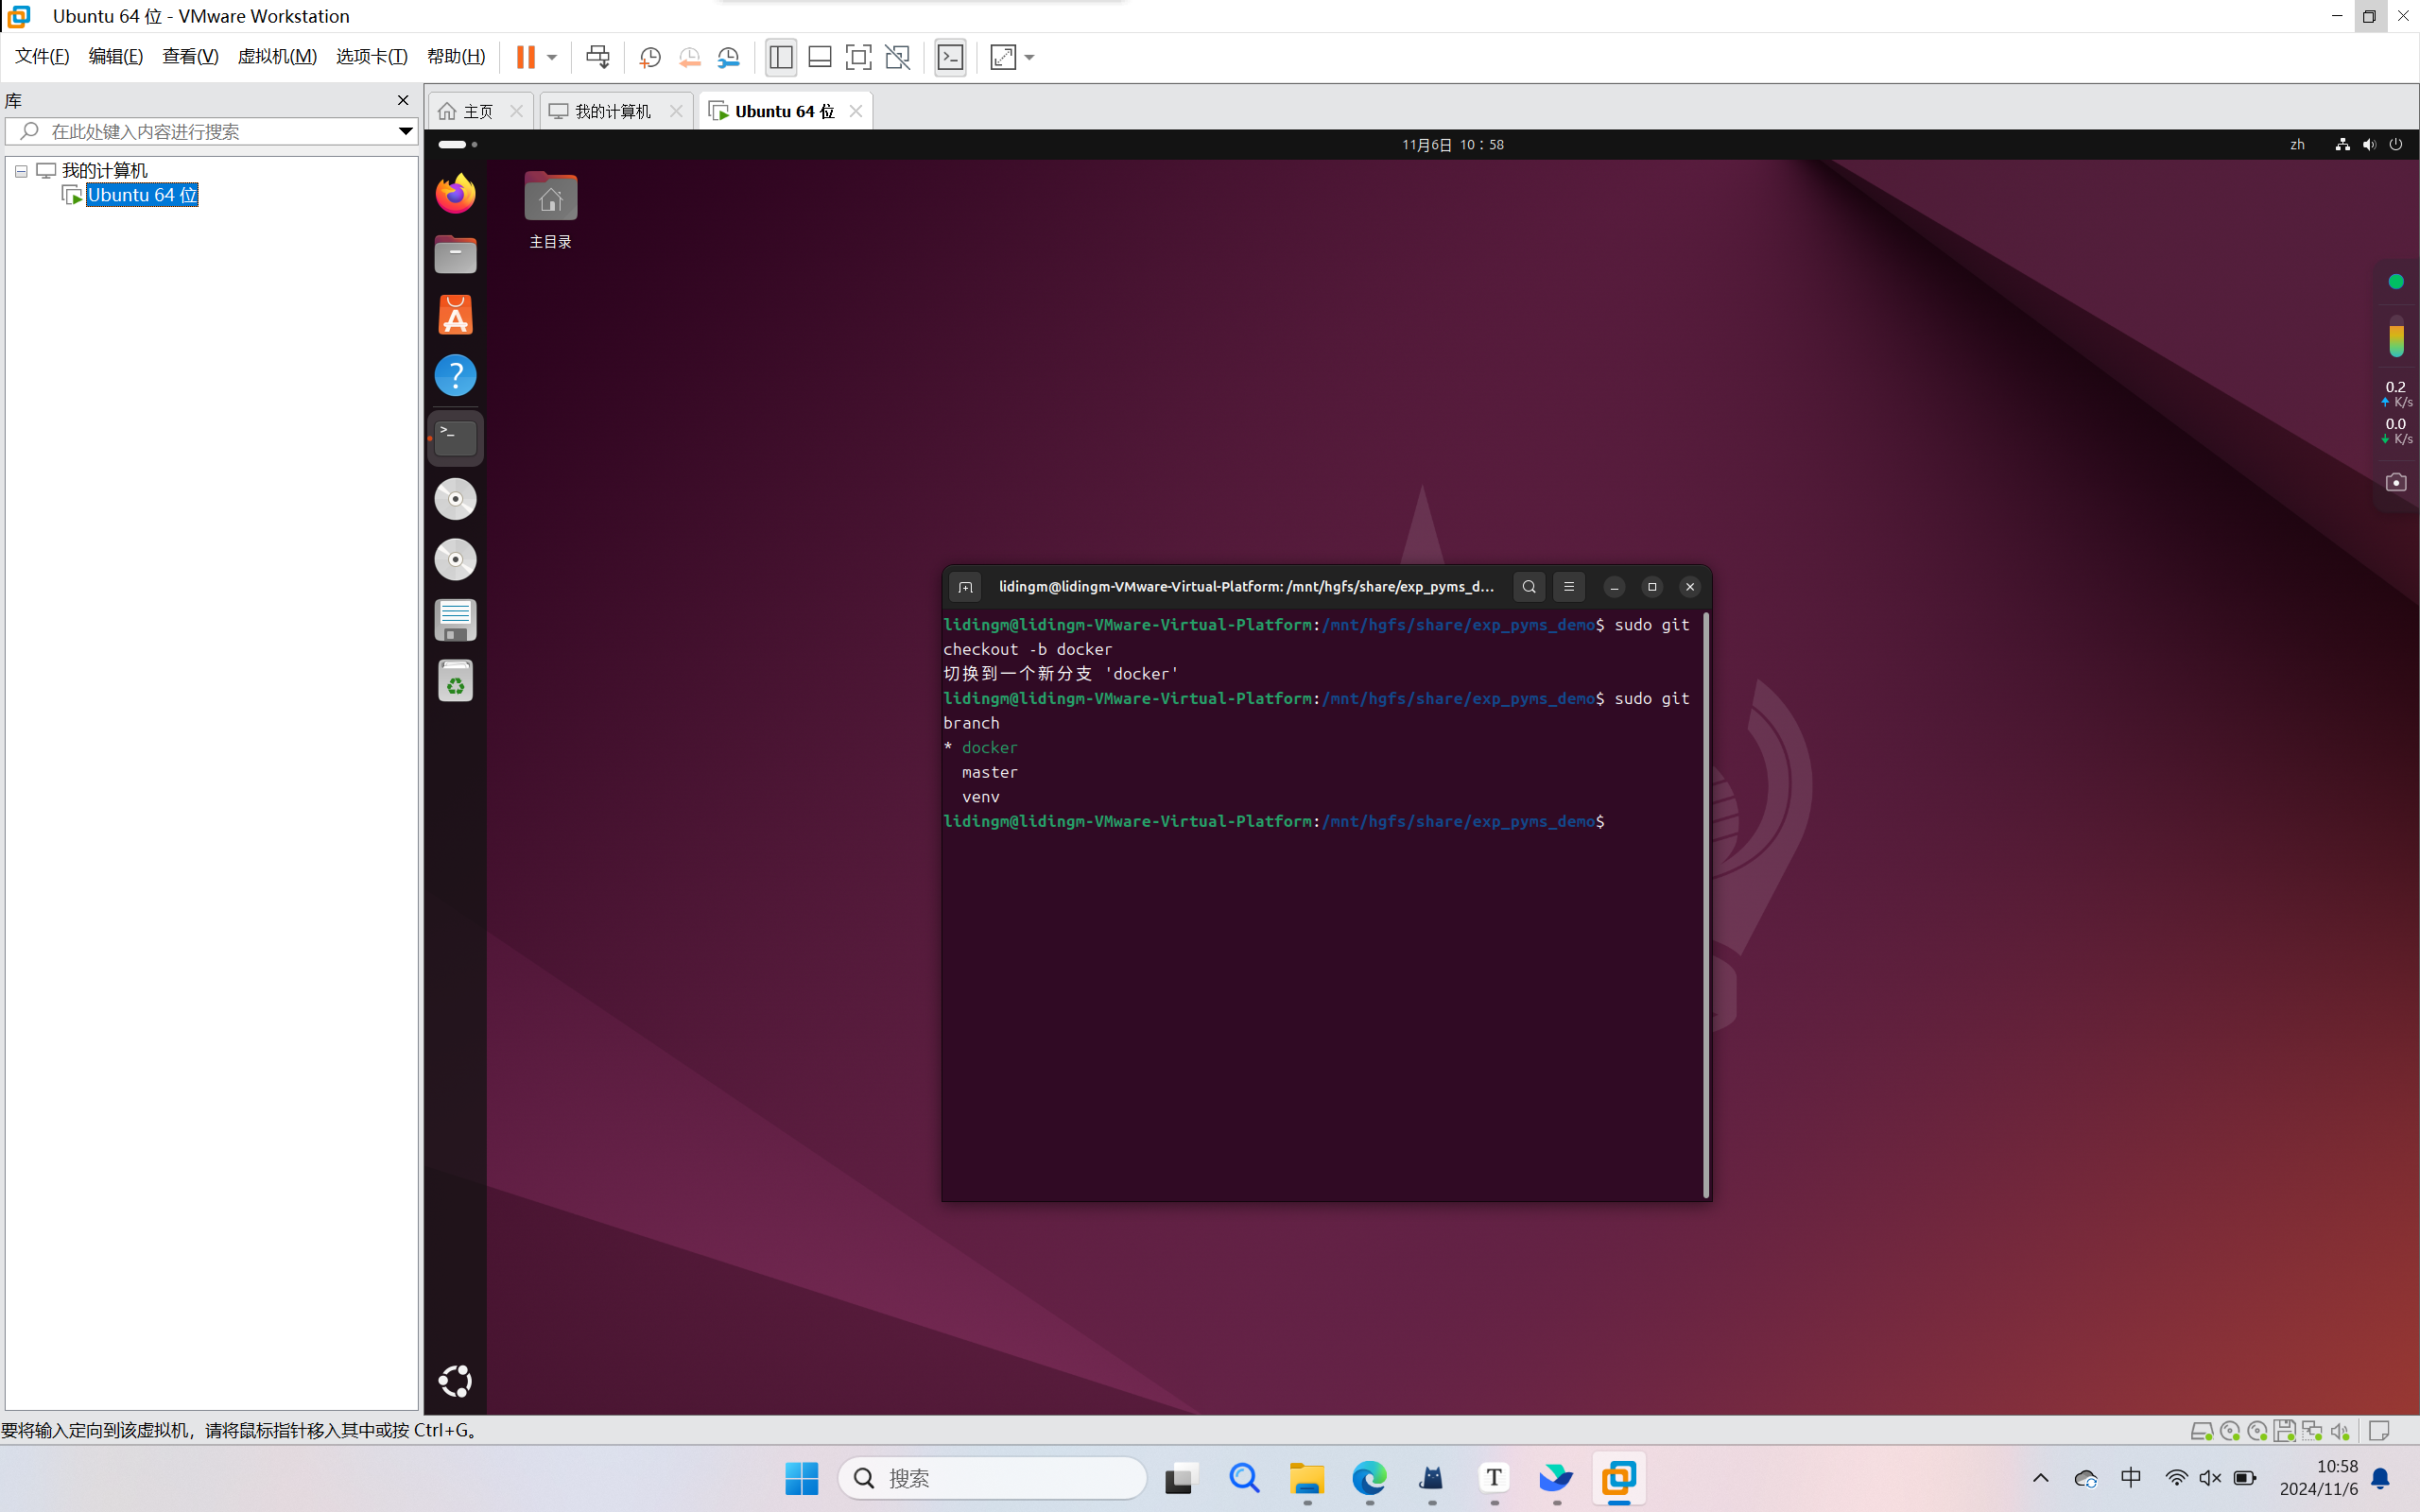 Ubuntu 64 位 - VMware Workstation
文件(F) 编辑(E) 查看(V) 虚拟机(M) 选项卡(T) 帮助(H)
库
在此处键入内容进行搜索
我的计算机
Ubuntu 64 位
主页 我的计算机 Ubuntu 64 位
11月6日 10：58
zh
主目录
0.2
K/s
0.0
K/s
lidingm@lidingm-VMware-Virtual-Platform: /mnt/hgfs/share/exp_pyms_d...
lidingm@lidingm-VMware-Virtual-Platform:/mnt/hgfs/share/exp_pyms_demo$ sudo git
checkout -b docker
切换到一个新分支 'docker'
lidingm@lidingm-VMware-Virtual-Platform:/mnt/hgfs/share/exp_pyms_demo$ sudo git
branch
* docker
master
venv
lidingm@lidingm-VMware-Virtual-Platform:/mnt/hgfs/share/exp_pyms_demo$
要将输入定向到该虚拟机，请将鼠标指针移入其中或按 Ctrl+G。
搜索
中
10:58
2024/11/6